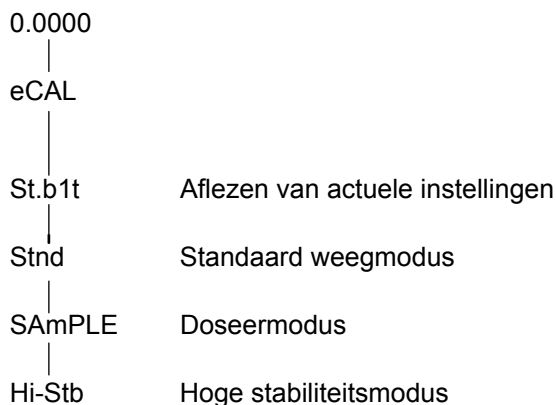 0.0000
eCAL
St.b1t Aflezen van actuele instellingen
Stnd Standaard weegmodus
SAmPLE Doseermodus
Hi-Stb Hoge stabiliteitsmodus